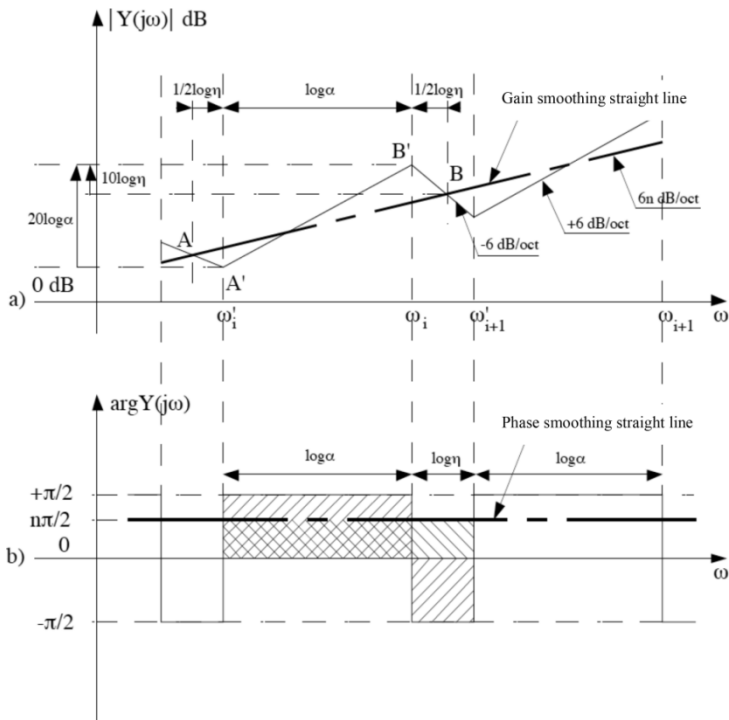 |Y(jω)| dB
1/2logη
logα
1/2logη
Gain smoothing straight line
B'
B
10logη
20logα
6n dB/oct
+6 dB/oct
-6 dB/oct
A
A'
0 dB
a)
ω'i
ωi
ω'i+1
ωi+1
ω
argY(jω)
Phase smoothing straight line
logα
logη
logα
+π/2
nπ/2
0
b)
ω
-π/2